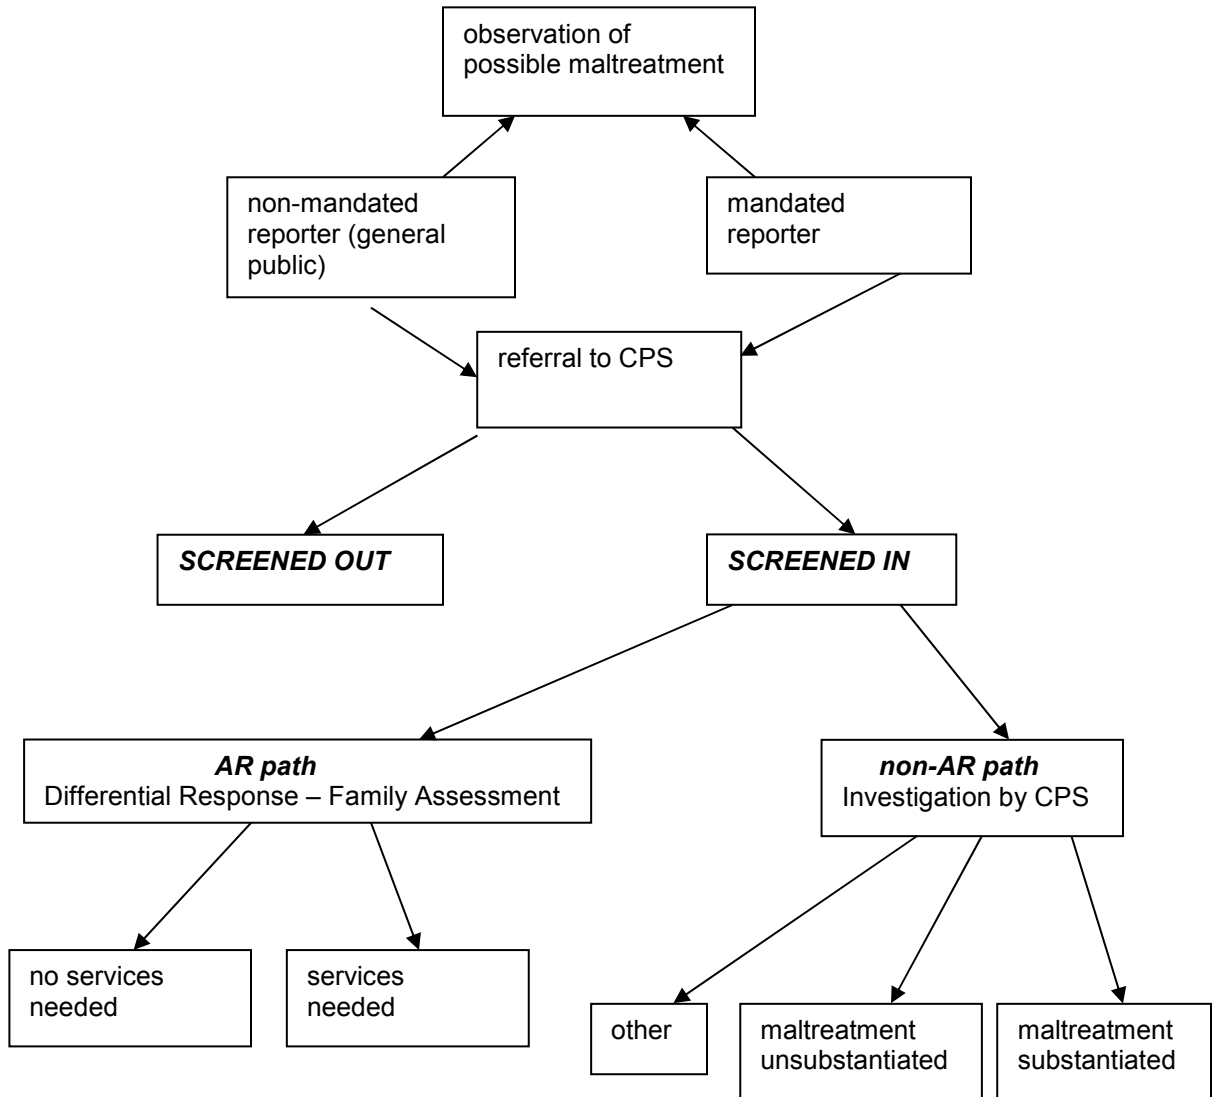 observation of
possible maltreatment
non-mandated
reporter (general
public)
mandated
reporter
referral to CPS
SCREENED OUT
SCREENED IN
AR path
Differential Response – Family Assessment
non-AR path
Investigation by CPS
no services
needed
services
needed
other
maltreatment
unsubstantiated
maltreatment
substantiated